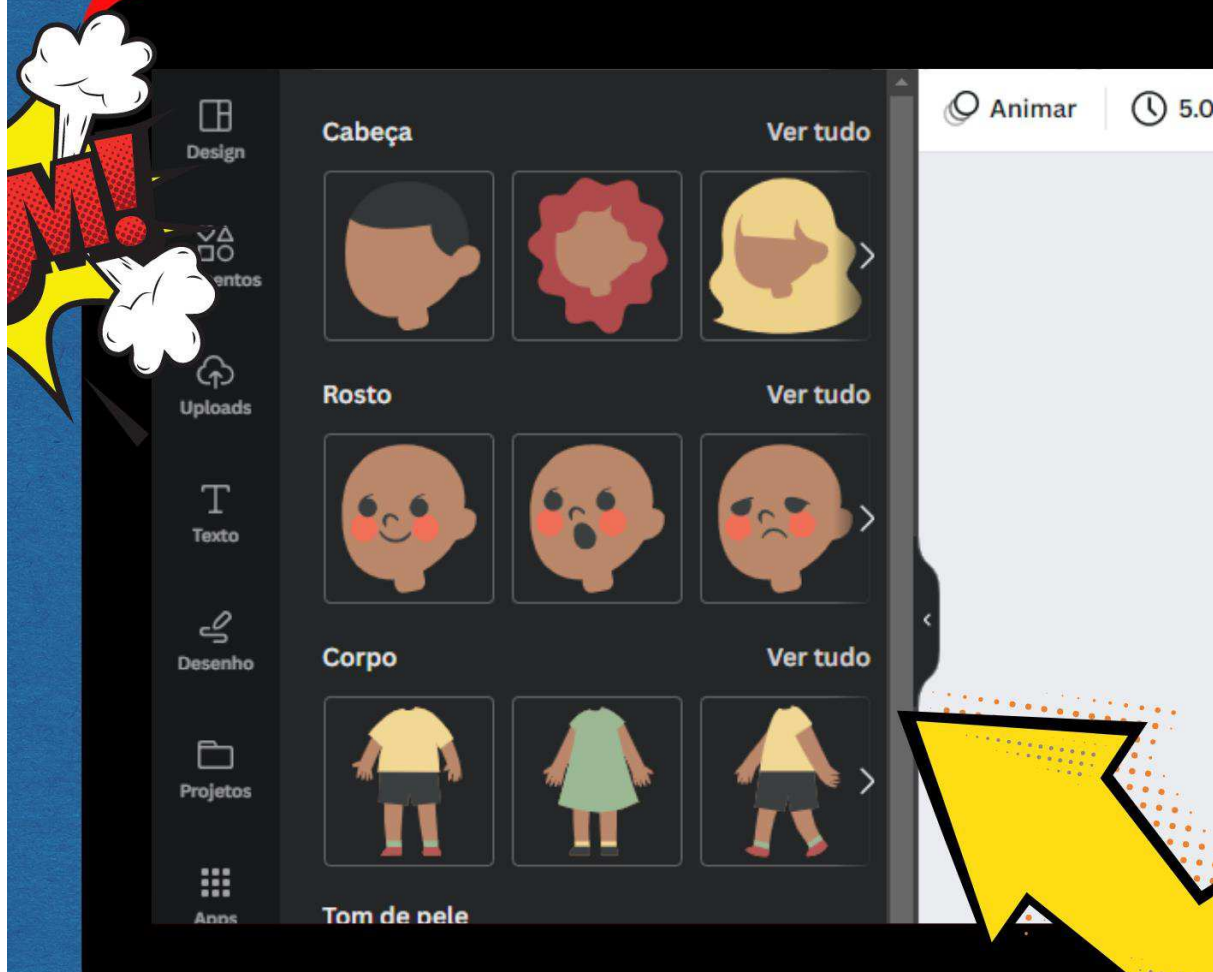 M!
Design
entos
Uploads
Texto
Desenho
Projetos
Apps
Cabeça
Ver tudo
Rosto
Ver tudo
Corpo
Ver tudo
Tom de pele
Animar
5.0